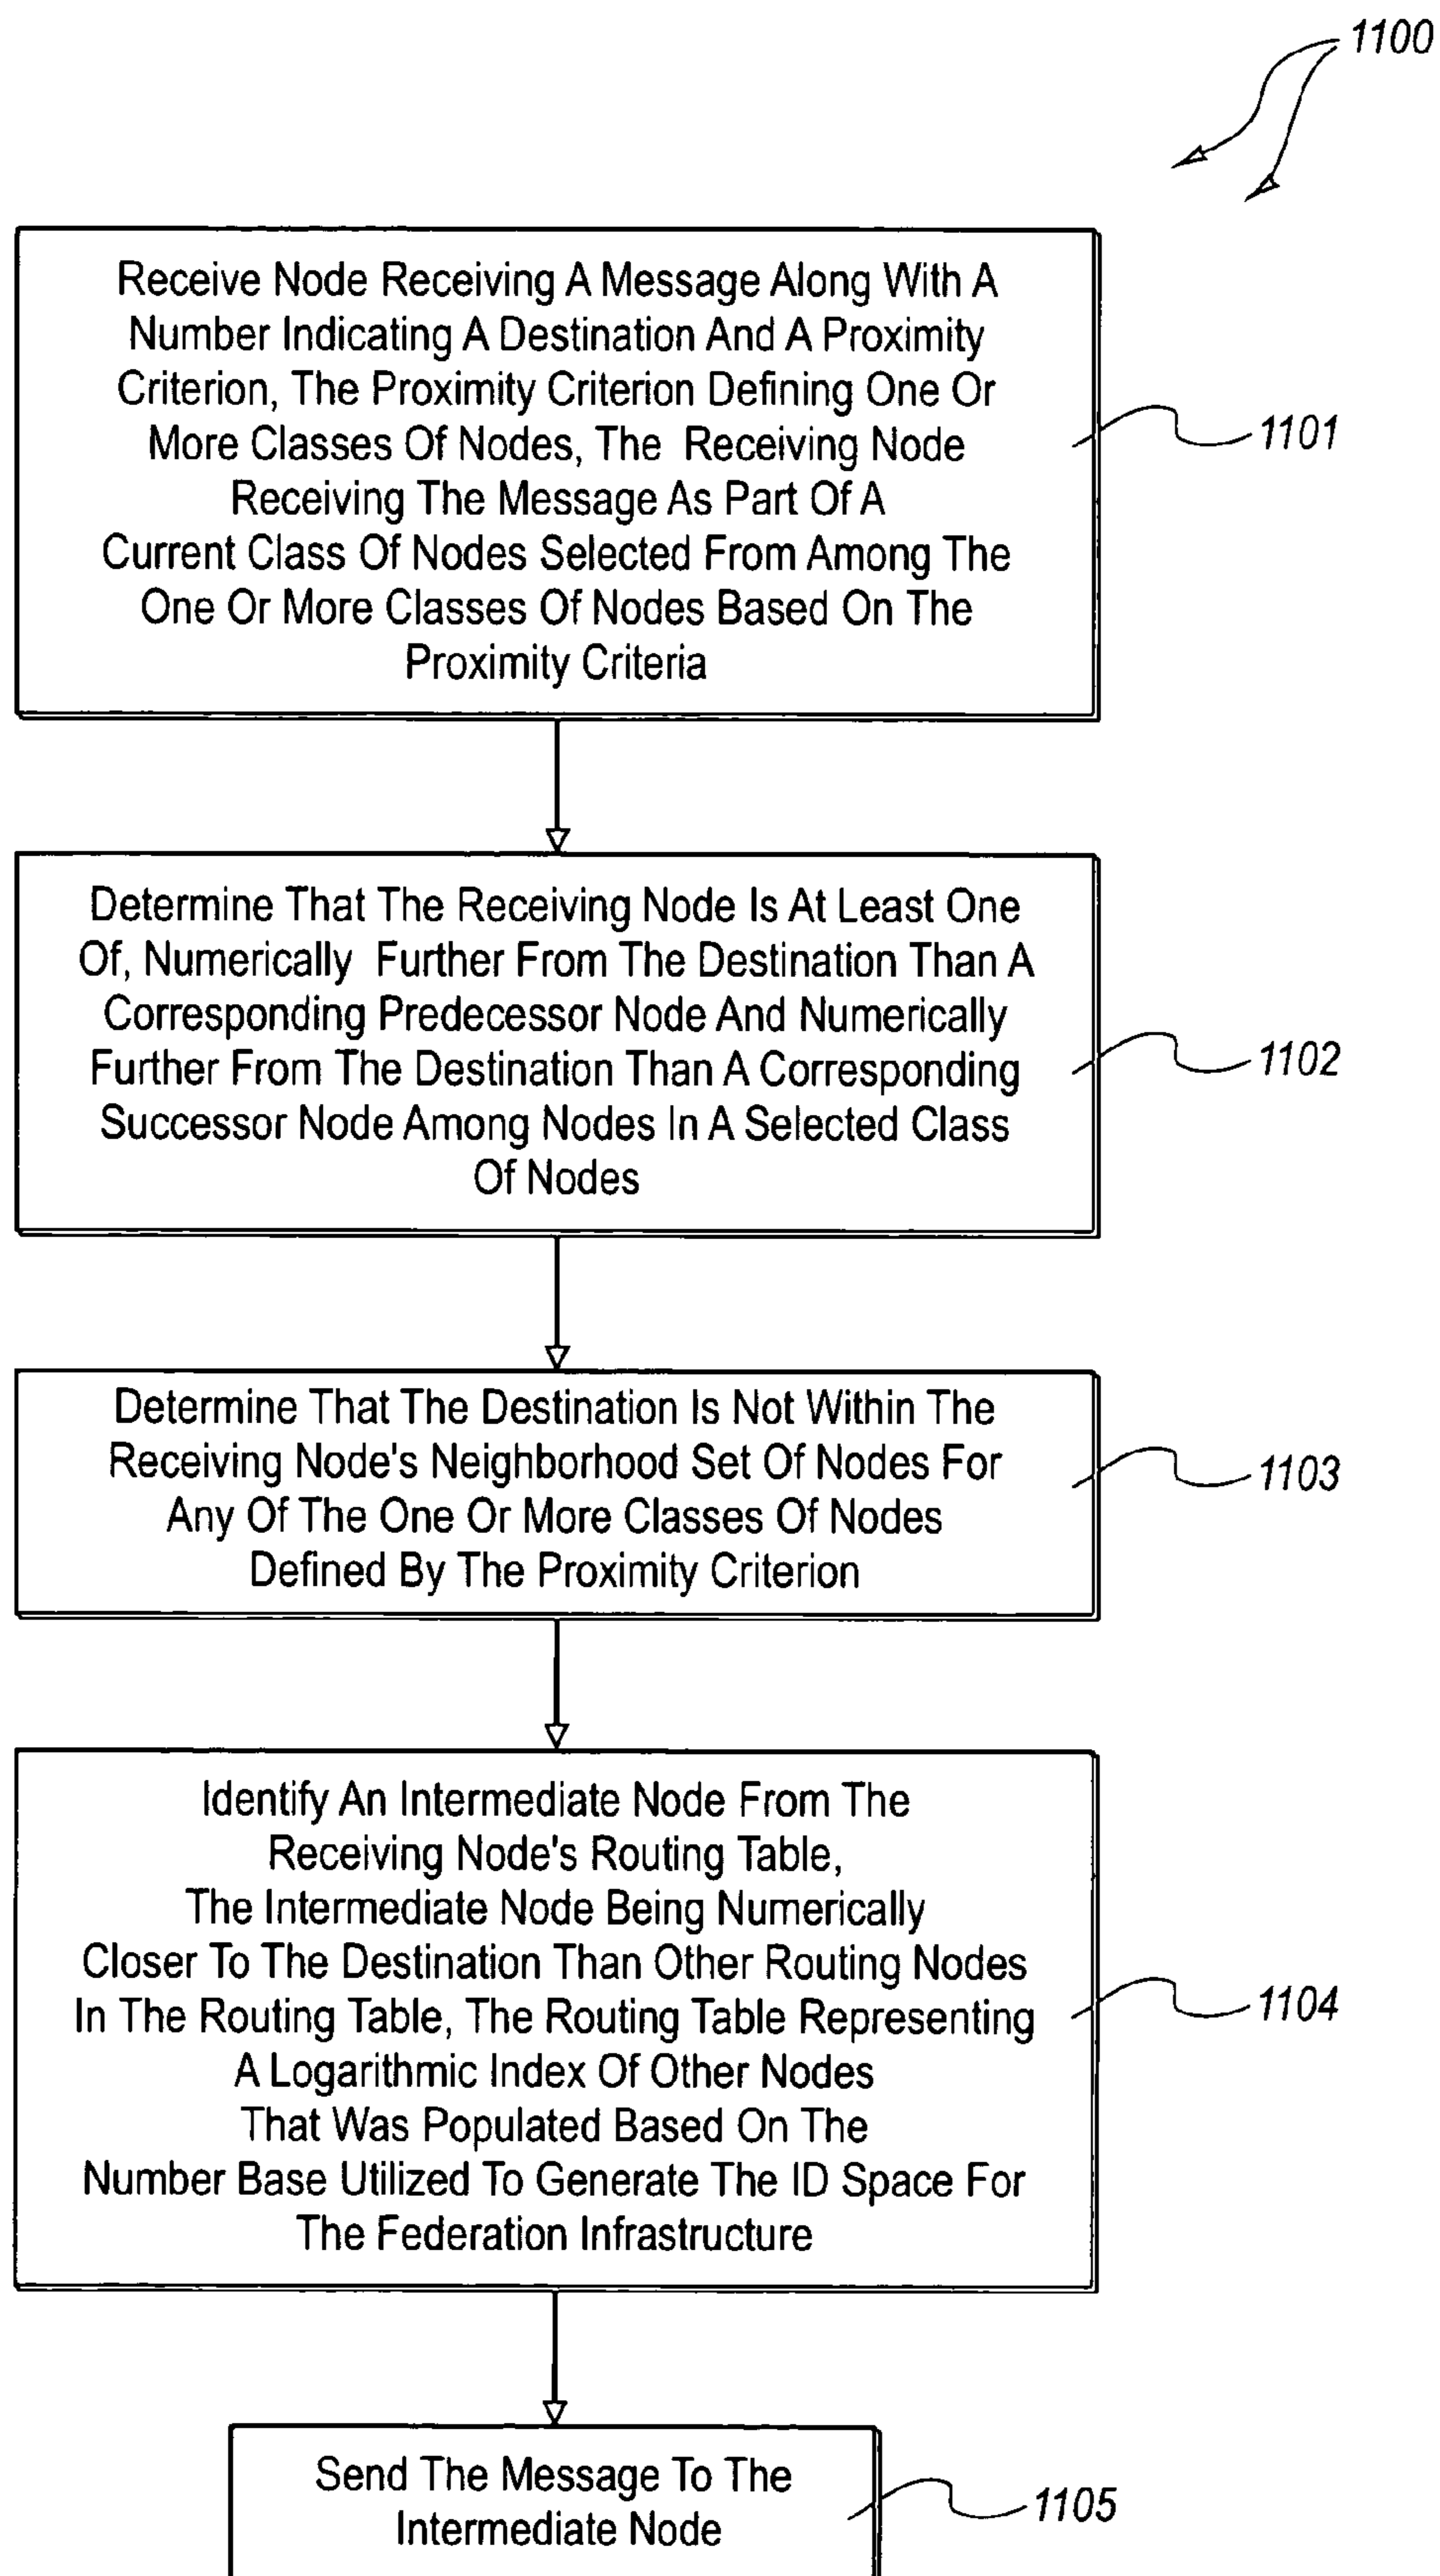 1100
Receive Node Receiving A Message Along With A
Number Indicating A Destination And A Proximity
Criterion, The Proximity Criterion Defining One Or
More Classes Of Nodes, The Receiving Node
Receiving The Message As Part Of A
Current Class Of Nodes Selected From Among The
One Or More Classes Of Nodes Based On The
Proximity Criteria
1101
Determine That The Receiving Node Is At Least One
Of, Numerically Further From The Destination Than A
Corresponding Predecessor Node And Numerically
Further From The Destination Than A Corresponding
Successor Node Among Nodes In A Selected Class
Of Nodes
1102
Determine That The Destination Is Not Within The
Receiving Node's Neighborhood Set Of Nodes For
Any Of The One Or More Classes Of Nodes
Defined By The Proximity Criterion
1103
Identify An Intermediate Node From The
Receiving Node's Routing Table,
The Intermediate Node Being Numerically
Closer To The Destination Than Other Routing Nodes
In The Routing Table, The Routing Table Representing
A Logarithmic Index Of Other Nodes
That Was Populated Based On The
Number Base Utilized To Generate The ID Space For
The Federation Infrastructure
1104
Send The Message To The
Intermediate Node
1105